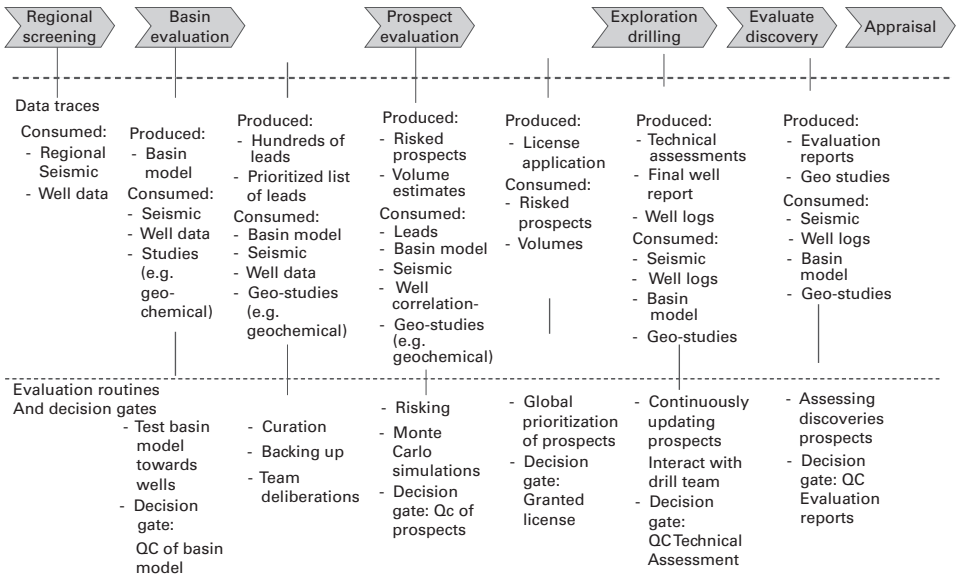 Regional
screening
Basin
evaluation
Prospect
evaluation
Exploration
drilling
Evaluate
discovery
Appraisal
Data traces
Consumed:
- Regional
Seismic
- Well data
Produced:
- Basin
model
Consumed:
- Seismic
- Well data
- Studies
(e.g.
geo-
chemical)
Produced:
- Hundreds of
leads
- Prioritized list
of leads
Consumed:
- Basin model
- Seismic
- Well data
- Geo-studies
(e.g.
geochemical)
Produced:
- Risked
prospects
- Volume
estimates
Consumed:
- Leads
- Basin model
- Seismic
- Well
correlation-
- Geo-studies
(e.g.
geochemical)
Produced:
- License
application
Consumed:
- Risked
prospects
- Volumes
Produced:
- Technical
assessments
- Final well
report
- Well logs
Consumed:
- Seismic
- Well logs
- Basin
model
- Geo-studies
Produced:
- Evaluation
reports
- Geo studies
Consumed:
- Seismic
- Well logs
- Basin
model
- Geo-studies
Evaluation routines
And decision gates
- Test basin
model
towards
wells
- Decision
gate:
QC of basin
model
- Curation
- Backing up
- Team
deliberations
- Risking
- Monte
Carlo
simulations
- Decision
gate: Qc of
prospects
- Global
prioritization
of prospects
- Decision
gate:
Granted
license
- Continuously
updating
prospects
Interact with
drill team
- Decision
gate:
QC Technical
Assessment
- Assessing
discoveries
prospects
- Decision
gate: QC
Evaluation
reports